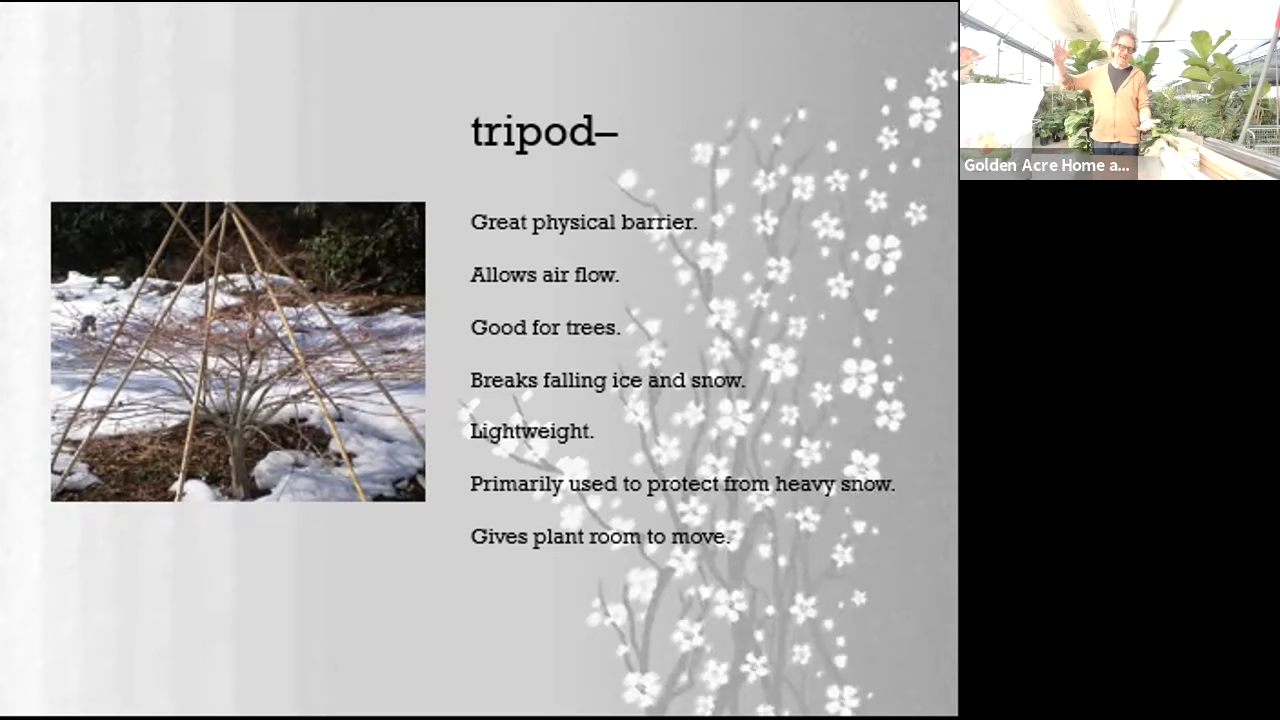 tripod–
Great physical barrier.
Allows air flow.
Good for trees.
Breaks falling ice and snow.
Lightweight.
Primarily used to protect from heavy snow.
Gives plant room to move.
Golden Acre Home a...